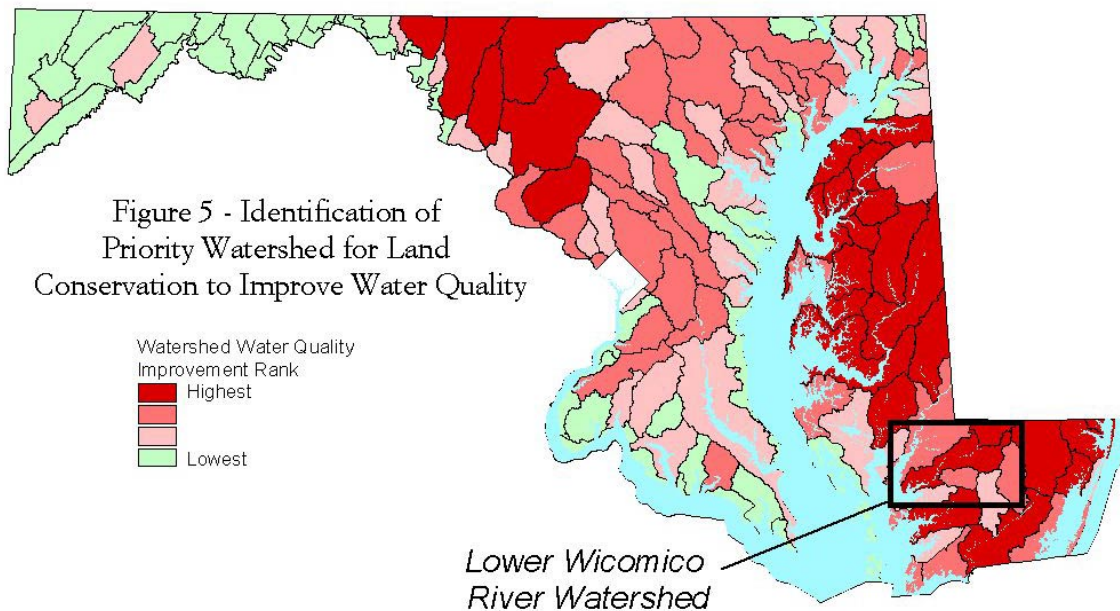 Figure 5 - Identification of
Priority Watershed for Land
Conservation to Improve Water Quality
Watershed Water Quality
Improvement Rank
Highest
Lowest
Lower Wicomico
River Watershed